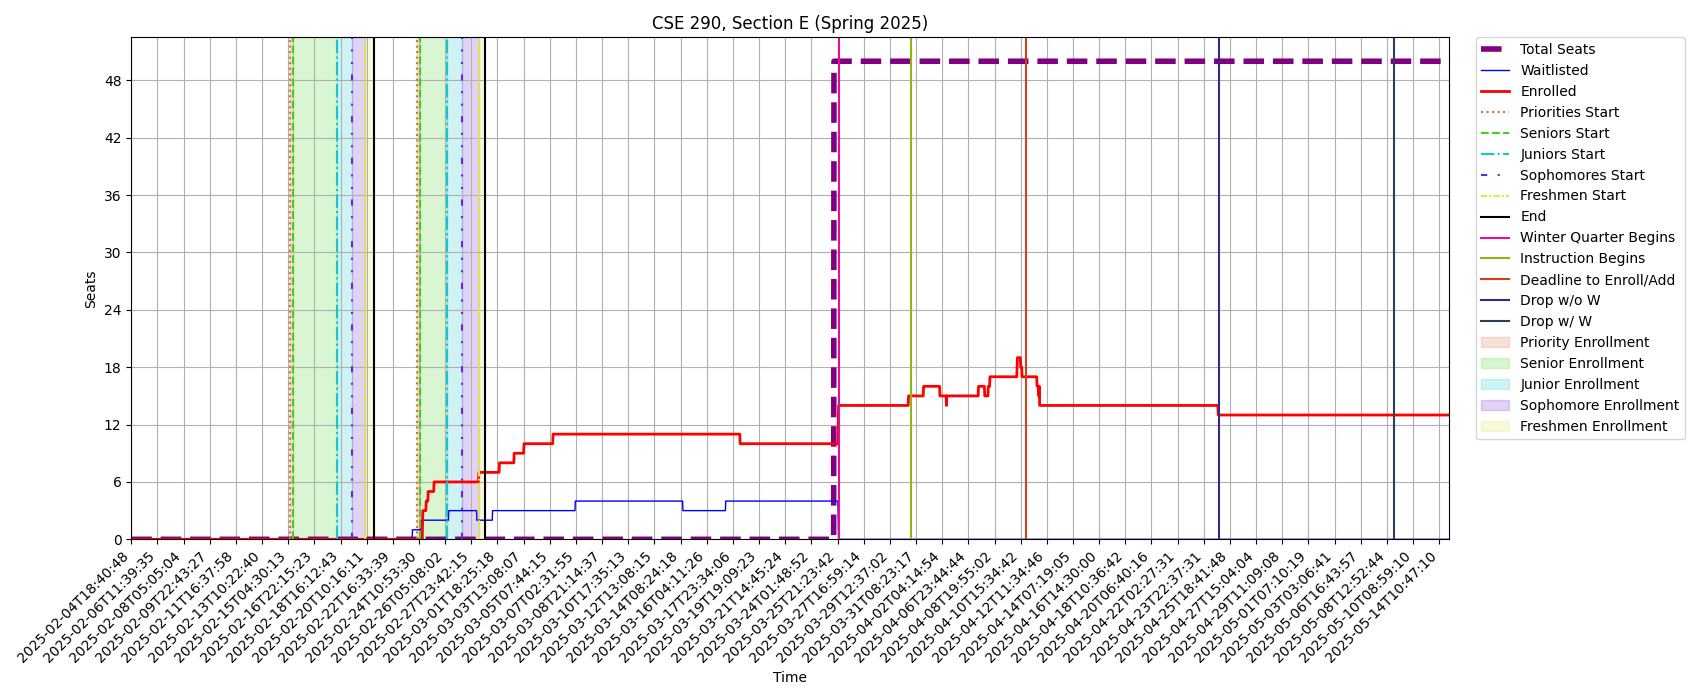 CSE 290, Section E (Spring 2025)
Seats
48
42
36
30
24
18
12
6
0
2025-02-04T18:40:48
2025-02-06T11:39:35
2025-02-08T05:05:04
2025-02-09T22:43:27
2025-02-11T16:37:58
2025-02-13T10:22:40
2025-02-15T04:30:13
2025-02-16T22:15:23
2025-02-18T16:12:43
2025-02-20T10:16:11
2025-02-22T16:33:39
2025-02-24T10:53:30
2025-02-26T05:08:02
2025-02-27T23:42:15
2025-03-01T18:25:18
2025-03-03T13:08:07
2025-03-05T07:44:15
2025-03-07T02:31:55
2025-03-08T21:14:37
2025-03-10T17:35:13
2025-03-12T13:08:15
2025-03-14T08:24:18
2025-03-16T04:11:26
2025-03-17T23:34:06
2025-03-19T19:09:23
2025-03-21T14:45:24
2025-03-24T01:48:52
2025-03-25T21:23:42
2025-03-27T16:59:14
2025-03-29T12:37:02
2025-03-31T08:23:17
2025-04-02T04:14:54
2025-04-06T23:44:44
2025-04-08T19:55:02
2025-04-10T15:34:42
2025-04-12T11:34:46
2025-04-14T07:19:05
2025-04-16T14:30:00
2025-04-18T10:36:42
2025-04-20T06:40:16
2025-04-22T02:27:31
2025-04-23T22:37:31
2025-04-25T18:41:48
2025-04-27T15:04:04
2025-04-29T11:09:08
2025-05-01T07:10:19
2025-05-03T03:06:41
2025-05-06T16:43:57
2025-05-08T12:52:44
2025-05-10T08:59:10
2025-05-14T10:47:10
Time
Total Seats
Waitlisted
Enrolled
Priorities Start
Seniors Start
Juniors Start
Sophomores Start
Freshmen Start
End
Winter Quarter Begins
Instruction Begins
Deadline to Enroll/Add
Drop w/o W
Drop w/ W
Priority Enrollment
Senior Enrollment
Junior Enrollment
Sophomore Enrollment
Freshmen Enrollment